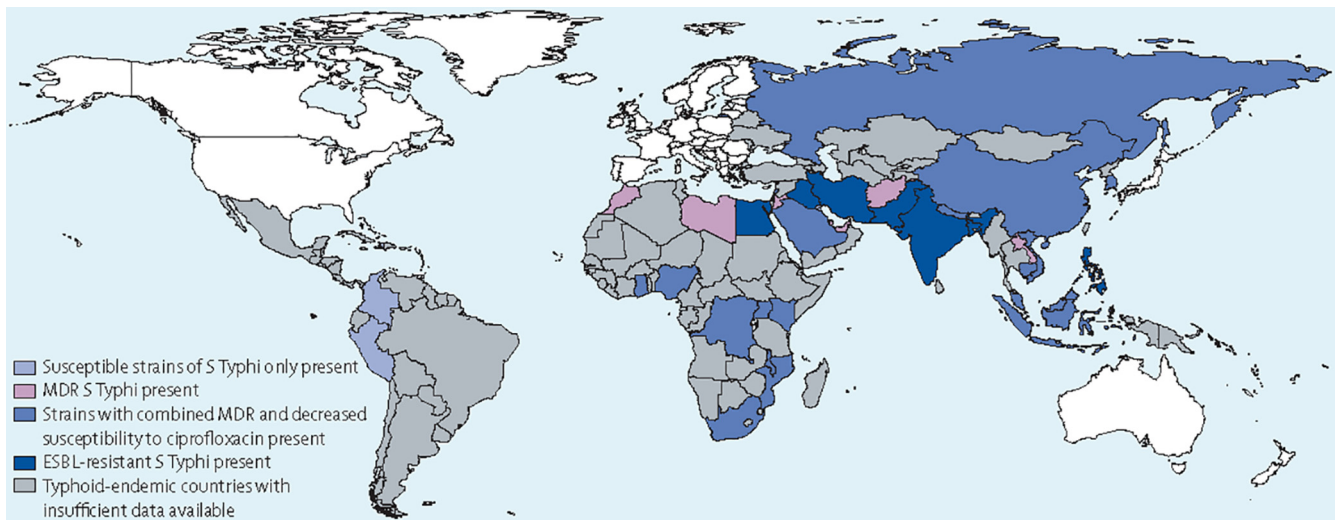 Susceptible strains of S Typhi only present
MDR S Typhi present
Strains with combined MDR and decreased
susceptibility to ciprofloxacin present
ESBL-resistant S Typhi present
Typhoid-endemic countries with
insufficient data available